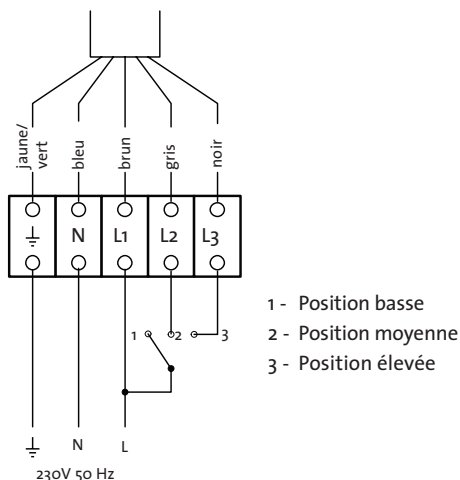 jaune/
vert
bleu
brun
gris
noir
N L1 L2 L3
1 2 3
1 - Position basse
2 - Position moyenne
3 - Position élevée
N L
230V 50 Hz